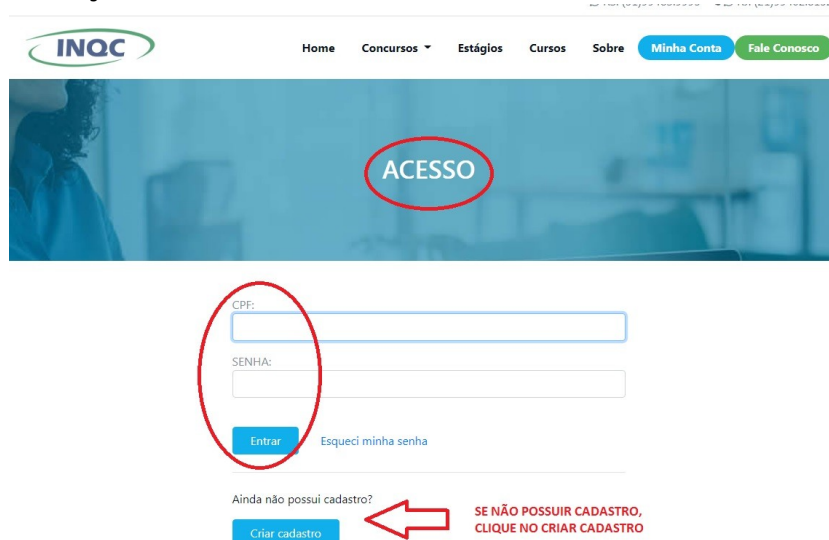 INQC
Home Concursos Estágios Cursos Sobre Minha Conta Fale Conosco
ACESSO
CPF:
SENHA:
Entrar Esqueci minha senha
Ainda não possui cadastro?
Criar cadastro
SE NÃO POSSUIR CADASTRO,
CLIQUE NO CRIAR CADASTRO